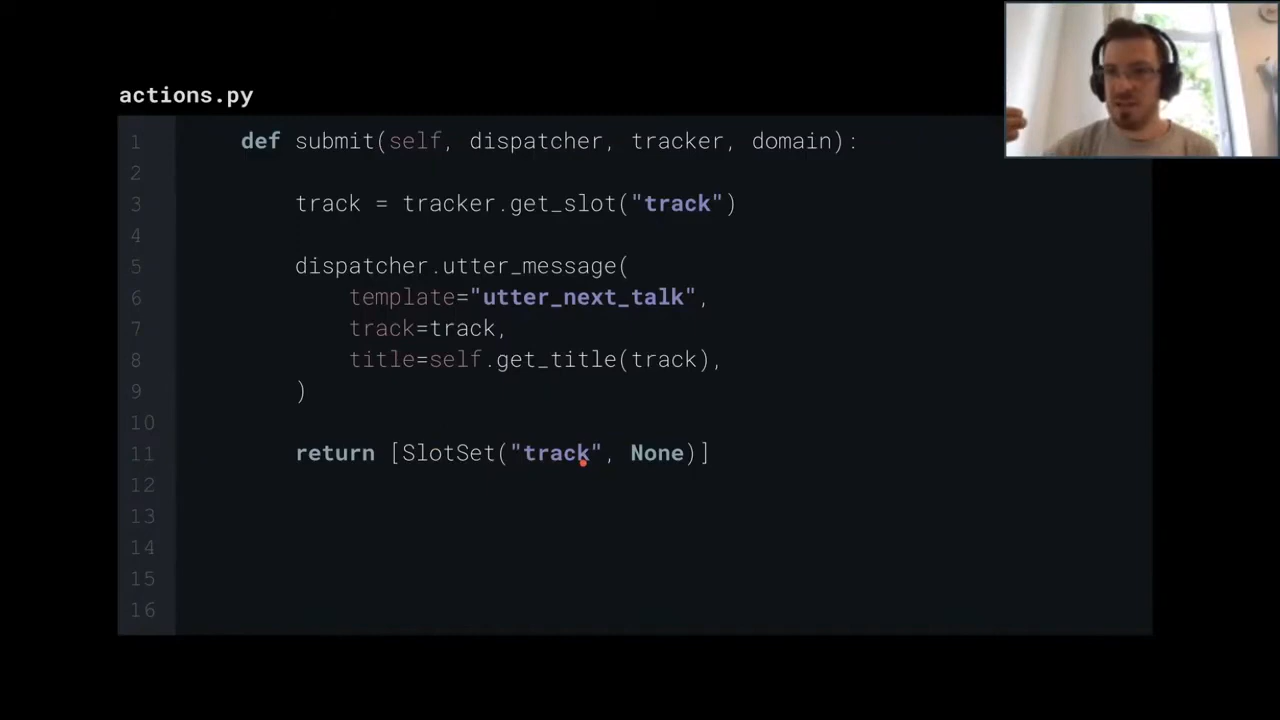 actions.py
1 def submit(self, dispatcher, tracker, domain):
2
3 track = tracker.get_slot("track")
4
5 dispatcher.utter_message(
6 template="utter_next_talk",
7 track=track,
8 title=self.get_title(track),
9 )
10
11 return [SlotSet("track", None)]
12
13
14
15
16